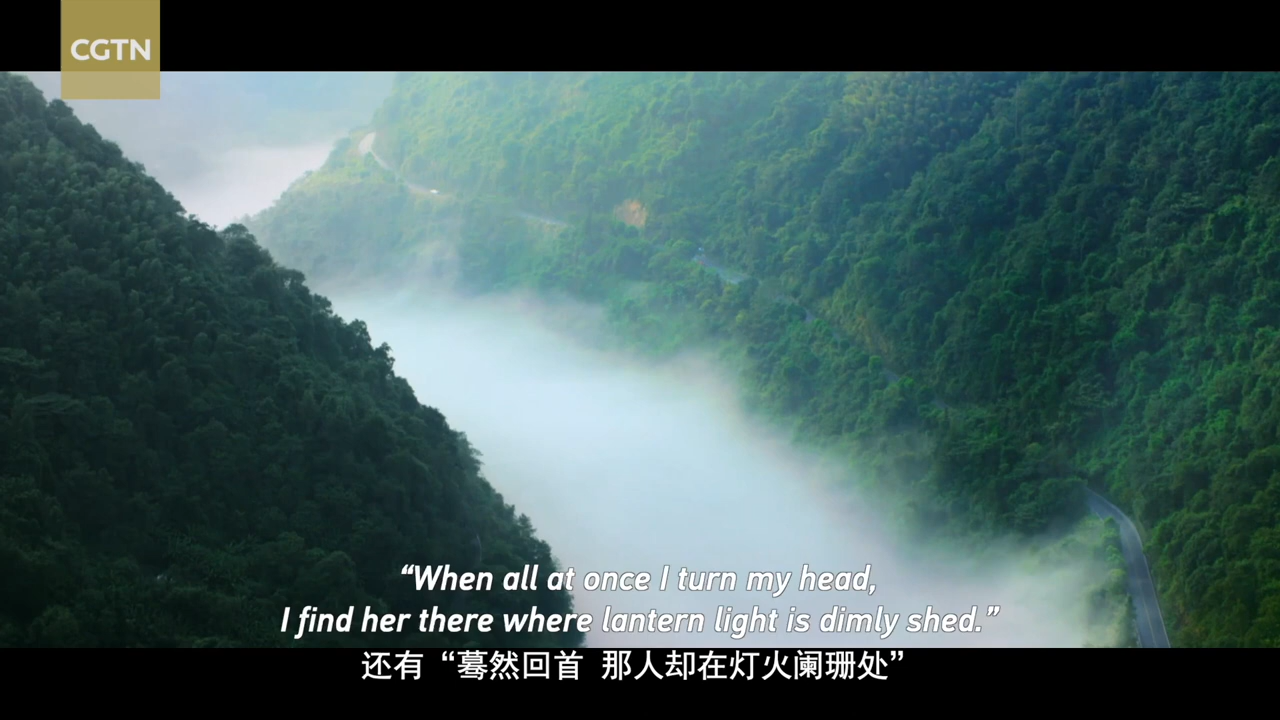 CGTN
“When all at once I turn my head,
I find her there where lantern light is dimly shed.”
还有“蓦然回首 那人却在灯火阑珊处”